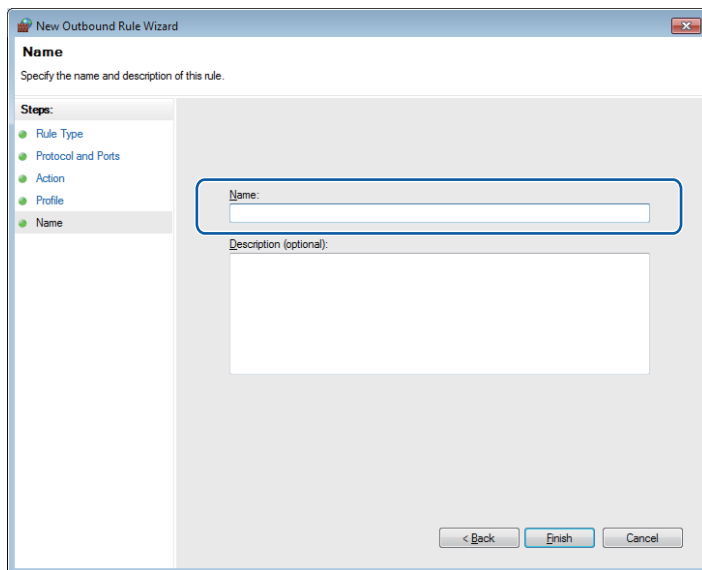 New Outbound Rule Wizard
Name
Specify the name and description of this rule.
Steps:
Rule Type
Protocol and Ports
Action
Profile
Name
Name:
Description (optional):
< Back
Finish
Cancel